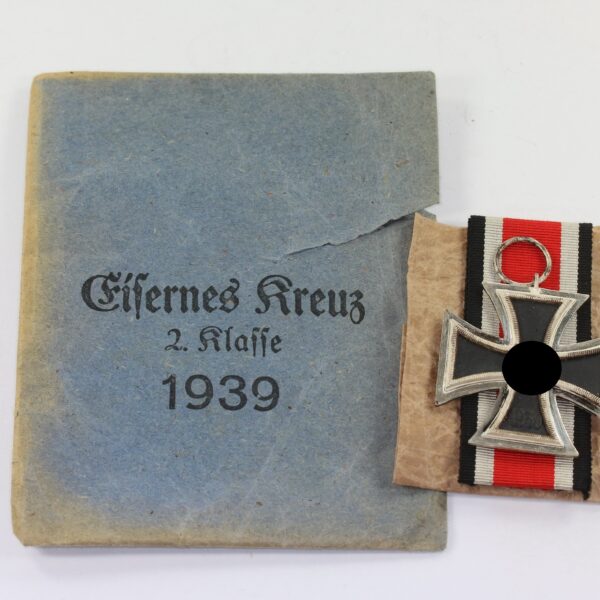 Eisernes Kreuz
2. Klasse
1939